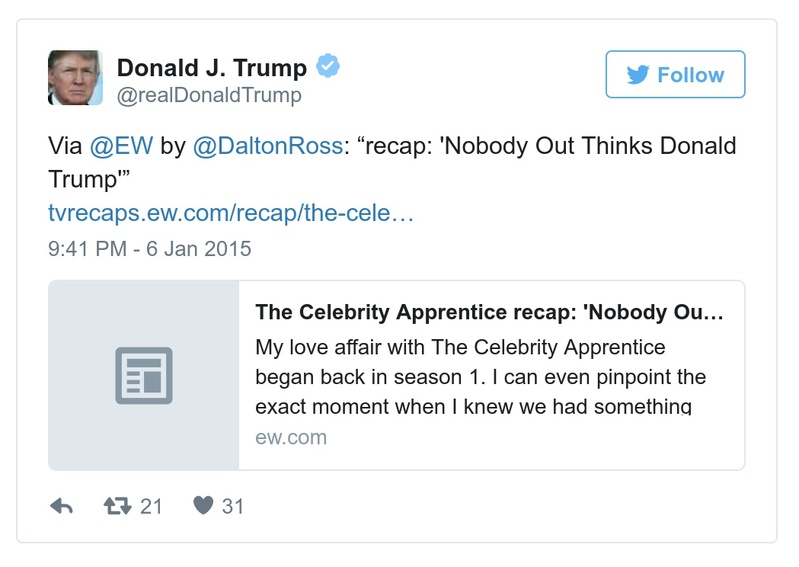 Donald J. Trump
@realDonaldTrump
Follow
Via @EW by @DaltonRoss: “recap: 'Nobody Out Thinks Donald
Trump'”
tvrecaps.ew.com/recap/the-cele…
9:41 PM - 6 Jan 2015
The Celebrity Apprentice recap: 'Nobody Ou…
My love affair with The Celebrity Apprentice
began back in season 1. I can even pinpoint the
exact moment when I knew we had something
ew.com
21
31